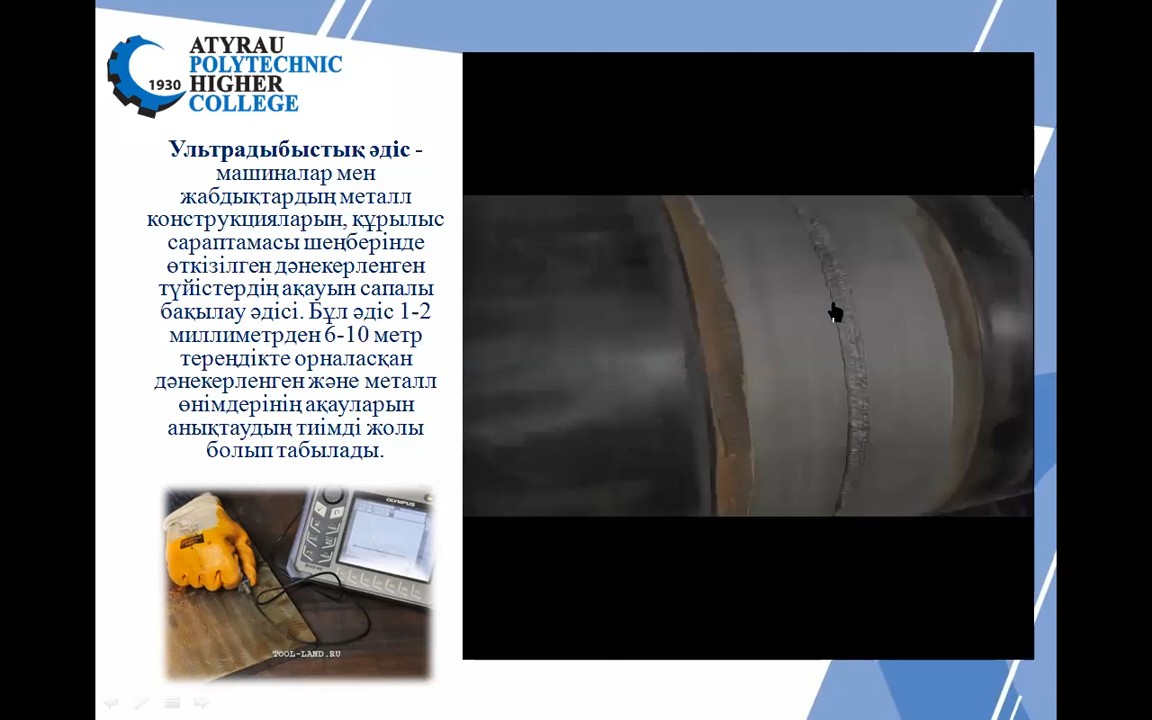 ATYRAU
POLYTECHNIC
HIGHER
COLLEGE
1930
Ультрадыбыстық әдіс -
машиналар мен
жабдықтардың металл
конструкцияларын, құрылыс
сараптамасы шеңберінде
өткізілген дәнекерленген
түйістердің ақауын сапалы
бақылау әдісі. Бұл әдіс 1-2
миллиметрден 6-10 метр
тереңдікте орналасқан
дәнекерленген және металл
өнімдерінің ақауларын
анықтаудың тиімді жолы
болып табылады.
OLYMPUS
TOOL-LAND.RU